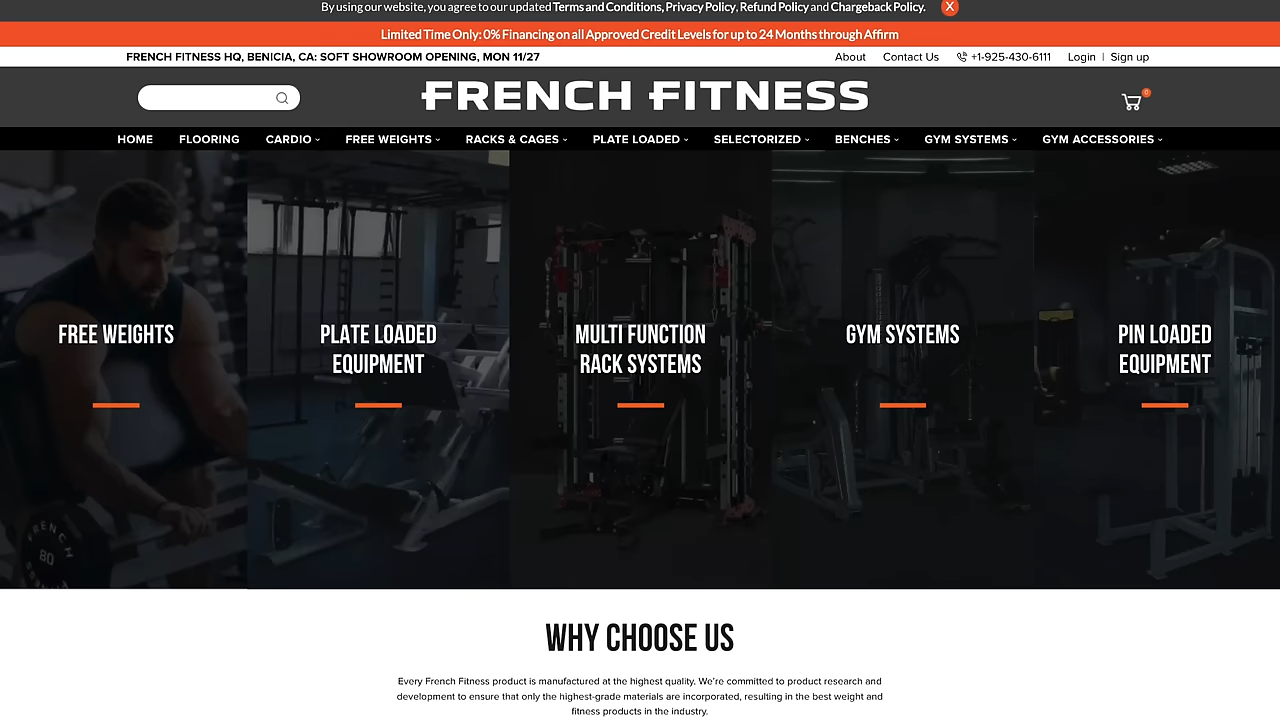 By using our website, you agree to our updated Terms and Conditions, Privacy Policy, Refund Policy and Chargeback Policy. X
Limited Time Only: 0% Financing on all Approved Credit Levels for up to 24 Months through Affirm
FRENCH FITNESS HQ, BENICIA, CA: SOFT SHOWROOM OPENING, MON 11/27 About Contact Us +1-925-430-6111 Login | Sign up
FRENCH FITNESS 0
HOME FLOORING CARDIO FREE WEIGHTS RACKS & CAGES PLATE LOADED SELECTORIZED BENCHES GYM SYSTEMS GYM ACCESSORIES
FREE WEIGHTS
PLATE LOADED
EQUIPMENT
MULTI FUNCTION
RACK SYSTEMS
GYM SYSTEMS
PIN LOADED
EQUIPMENT
FRENCH
80
WHY CHOOSE US
Every French Fitness product is manufactured at the highest quality. We're committed to product research and
development to ensure that only the highest-grade materials are incorporated, resulting in the best weight and
fitness products in the industry.